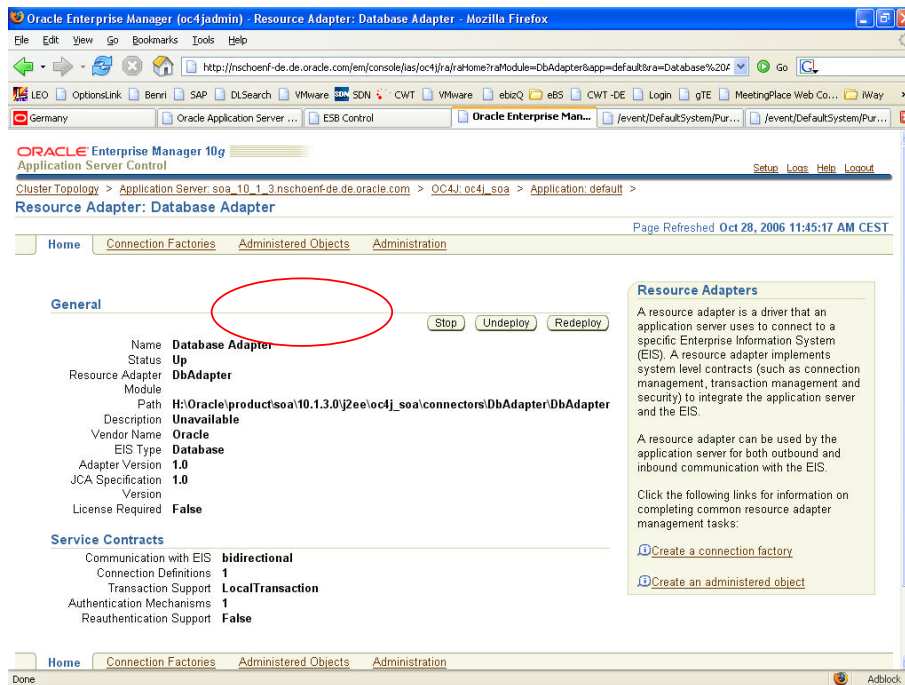 Oracle Enterprise Manager (oc4jadmin) - Resource Adapter: Database Adapter - Mozilla Firefox
File Edit View Go Bookmarks Tools Help
http://nschoenf-de.de.oracle.com/em/console/ias/oc4j/ra/raHome?raModule=DbAdapter&app=default&ra=Database%20A Go
LEO OptionsLink Benri SAP DLSearch VMware SDN SDN CWT VMware ebizQ eBS CWT -DE Login gTE MeetingPlace Web Co... iWay
Germany Oracle Application Server ... ESB Control Oracle Enterprise Man... /event/DefaultSystem/Pur... /event/DefaultSystem/Pur...
ORACLE Enterprise Manager 10g
Application Server Control
Setup Logs Help Logout
Cluster Topology > Application Server: soa_10_1_3.nschoenf-de.de.oracle.com > OC4J: oc4j_soa > Application: default >
Resource Adapter: Database Adapter
Page Refreshed Oct 28, 2006 11:45:17 AM CEST
Home Connection Factories Administered Objects Administration
General
Stop Undeploy Redeploy
Name Database Adapter
Status Up
Resource Adapter DbAdapter
Module
Path H:\Oracle\product\soa\10.1.3.0\j2ee\oc4j_soa\connectors\DbAdapter\DbAdapter
Description Unavailable
Vendor Name Oracle
EIS Type Database
Adapter Version 1.0
JCA Specification 1.0
Version
License Required False
Service Contracts
Communication with EIS bidirectional
Connection Definitions 1
Transaction Support LocalTransaction
Authentication Mechanisms 1
Reauthentication Support False
Resource Adapters
A resource adapter is a driver that an
application server uses to connect to a
specific Enterprise Information System
(EIS). A resource adapter implements
system level contracts (such as connection
management, transaction management and
security) to integrate the application server
and the EIS.
A resource adapter can be used by the
application server for both outbound and
inbound communication with the EIS.
Click the following links for information on
completing common resource adapter
management tasks:
Create a connection factory
Create an administered object
Home Connection Factories Administered Objects Administration
Done Adblock